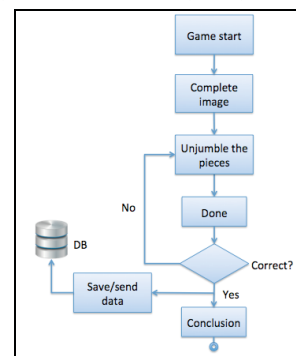 Game start
Complete
image
Unjumble the
pieces
No
Done
DB
Correct?
Save/send
data
Yes
Conclusion